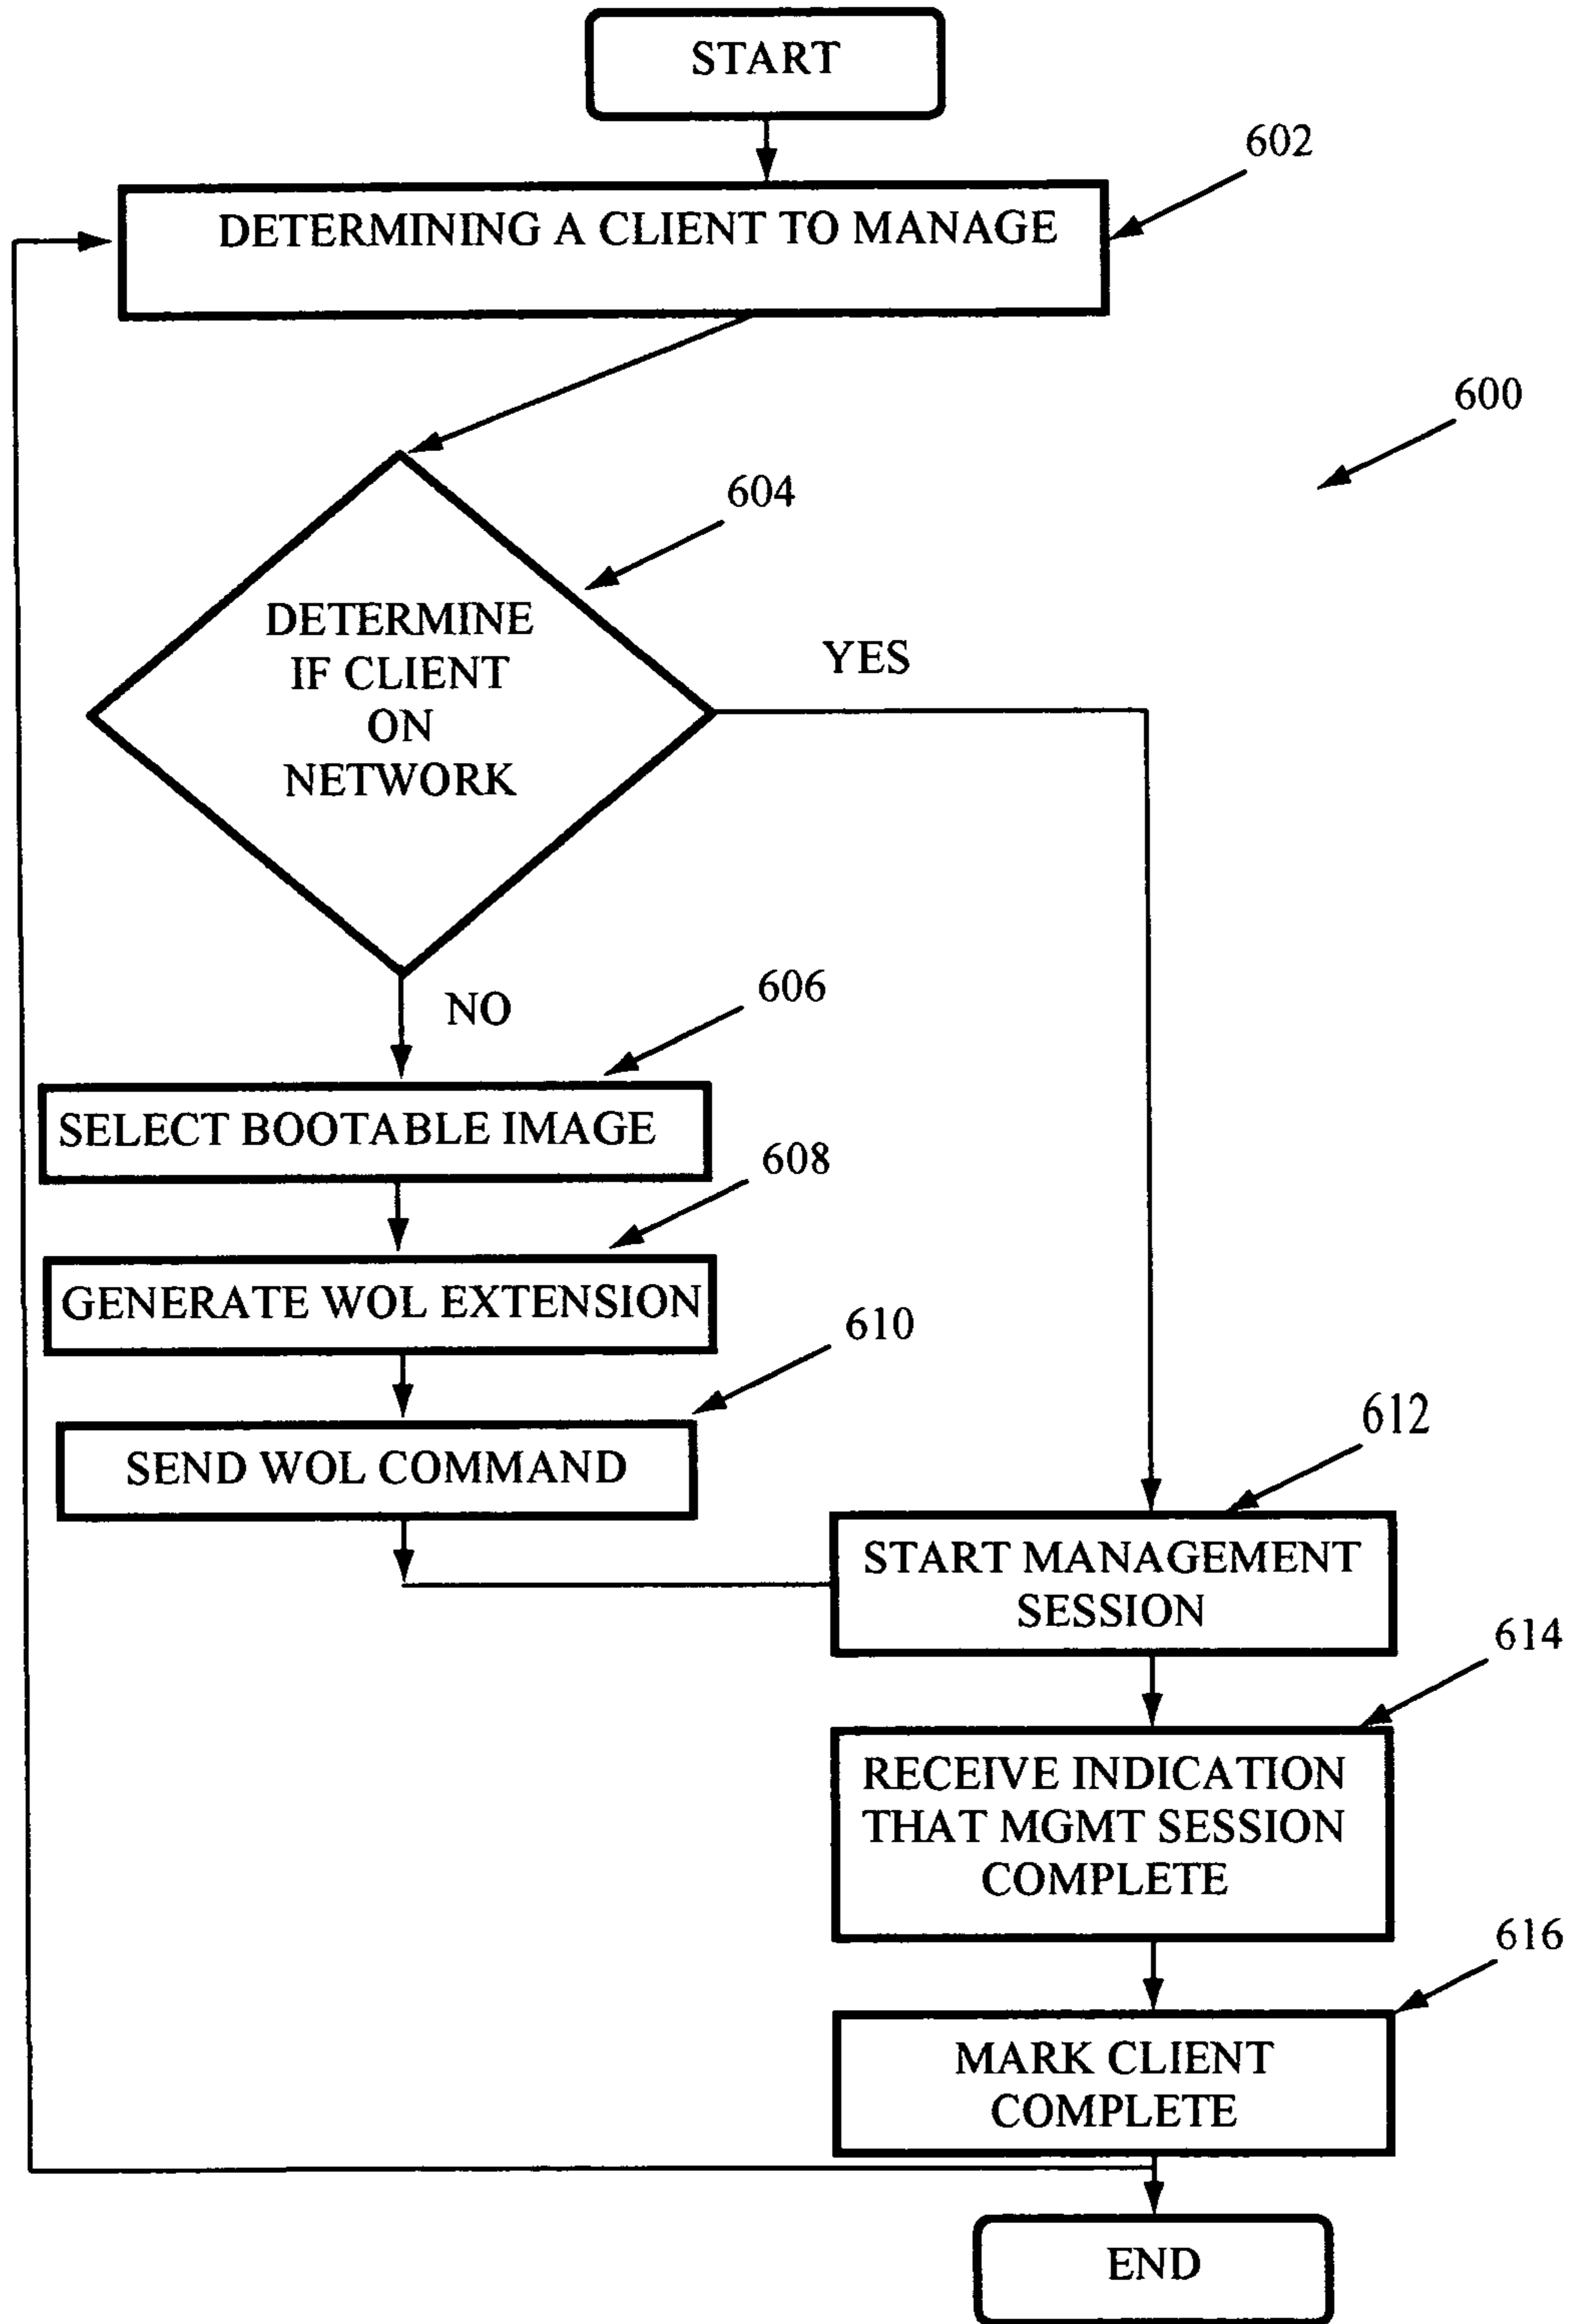 START
602
DETERMINING A CLIENT TO MANAGE
600
604
DETERMINE
IF CLIENT
ON
NETWORK
YES
NO
606
SELECT BOOTABLE IMAGE
608
GENERATE WOL EXTENSION
610
SEND WOL COMMAND
612
START MANAGEMENT
SESSION
614
RECEIVE INDICATION
THAT MGMT SESSION
COMPLETE
616
MARK CLIENT
COMPLETE
END